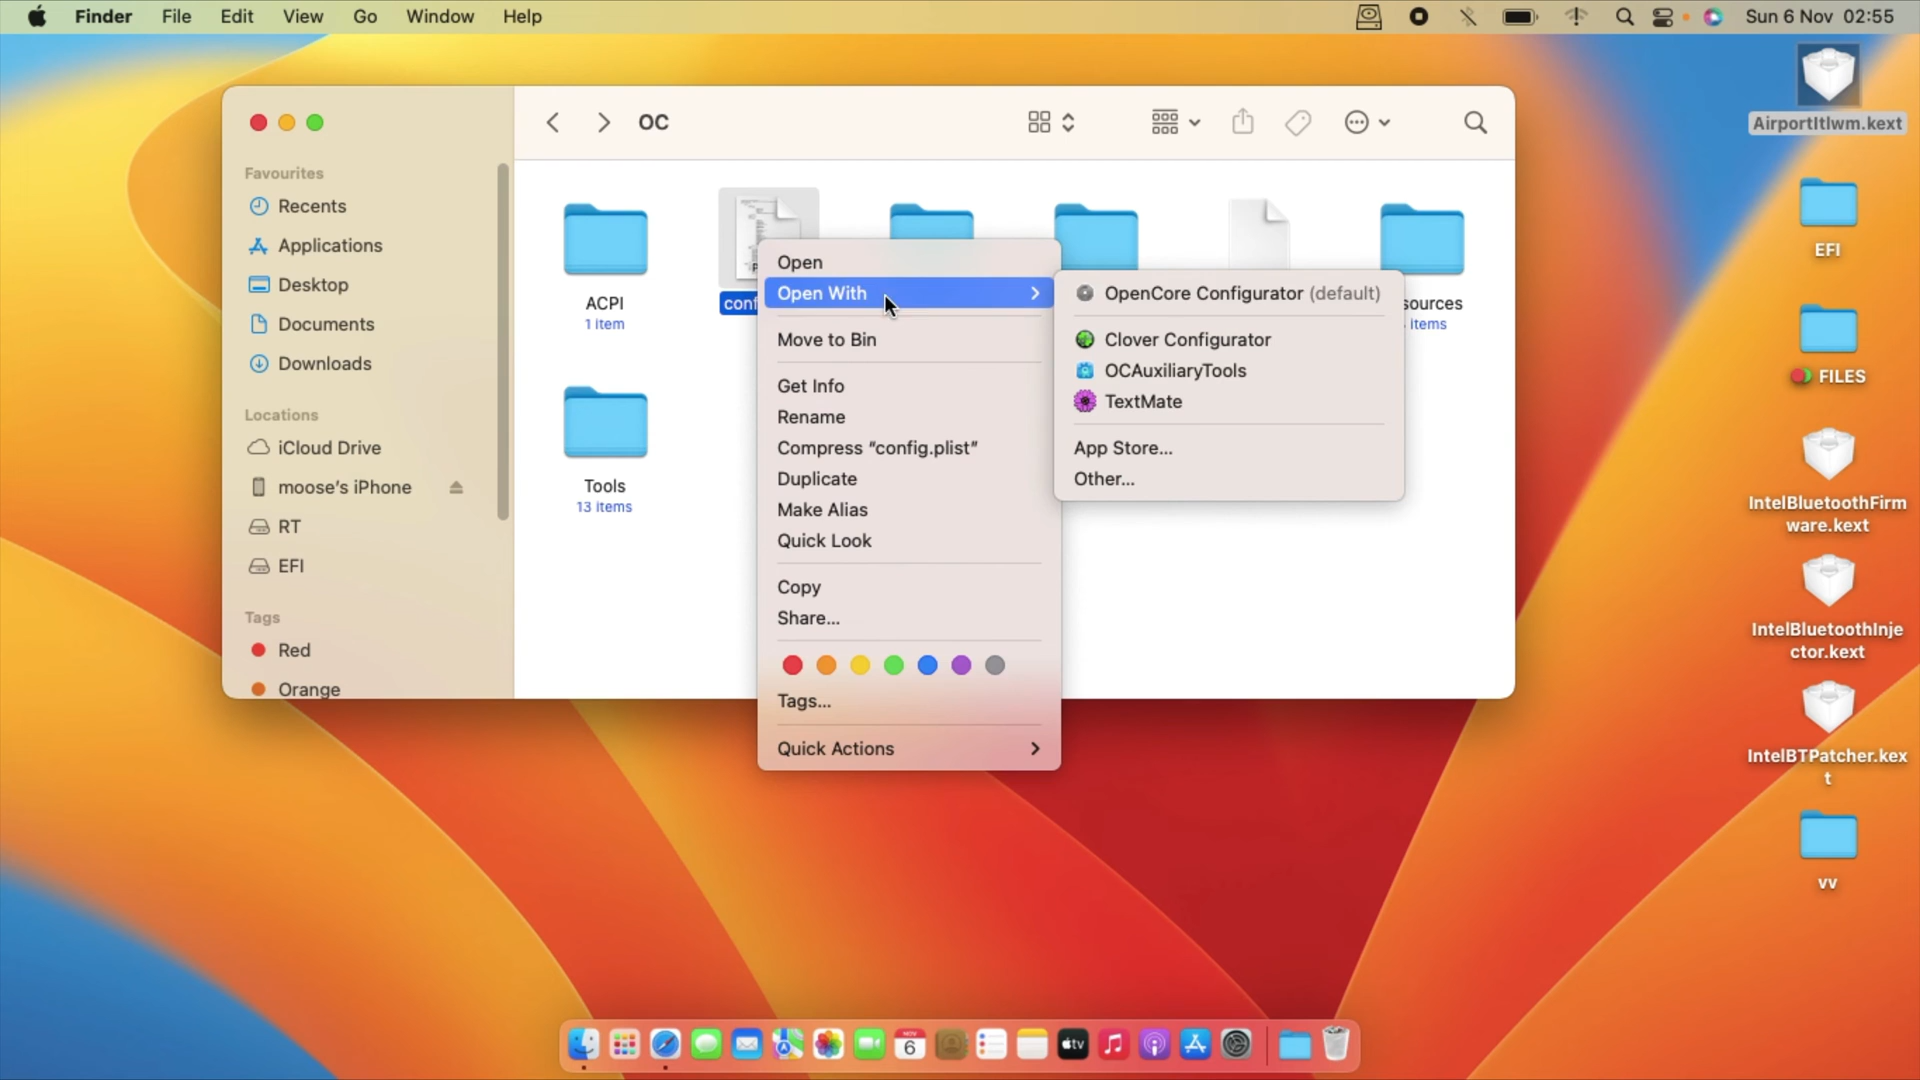 Finder File Edit View Go Window Help Sun 6 Nov 02:55
OC
Favourites
Recents
Applications
Desktop
Documents
Downloads
Locations
iCloud Drive
moose's iPhone
RT
EFI
Tags
Red
Orange
ACPI
1 item
conf
sources
items
Tools
13 items
Open
Open With
Move to Bin
Get Info
Rename
Compress “config.plist”
Duplicate
Make Alias
Quick Look
Copy
Share...
Tags...
Quick Actions
OpenCore Configurator (default)
Clover Configurator
OCAuxiliaryTools
TextMate
App Store...
Other...
AirportItlwm.kext
EFI
FILES
IntelBluetoothFirm
ware.kext
IntelBluetoothInje
ctor.kext
IntelBTPatcher.kex
t
vv
NOV
6
tv